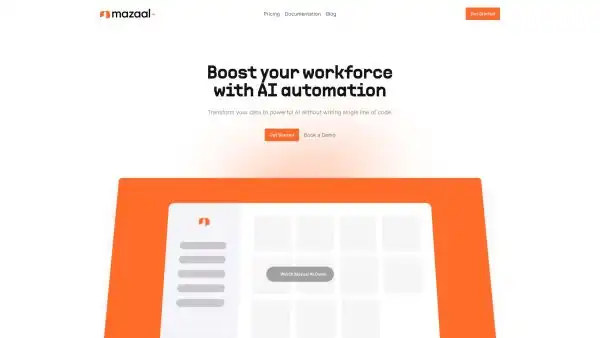 mazaal
Pricing Documentation Blog
Get Started
Boost your workforce
with AI automation
Transform your data to powerful AI without writing single line of code.
Get Started
Book a Demo
Watch Mazaal AI Demo